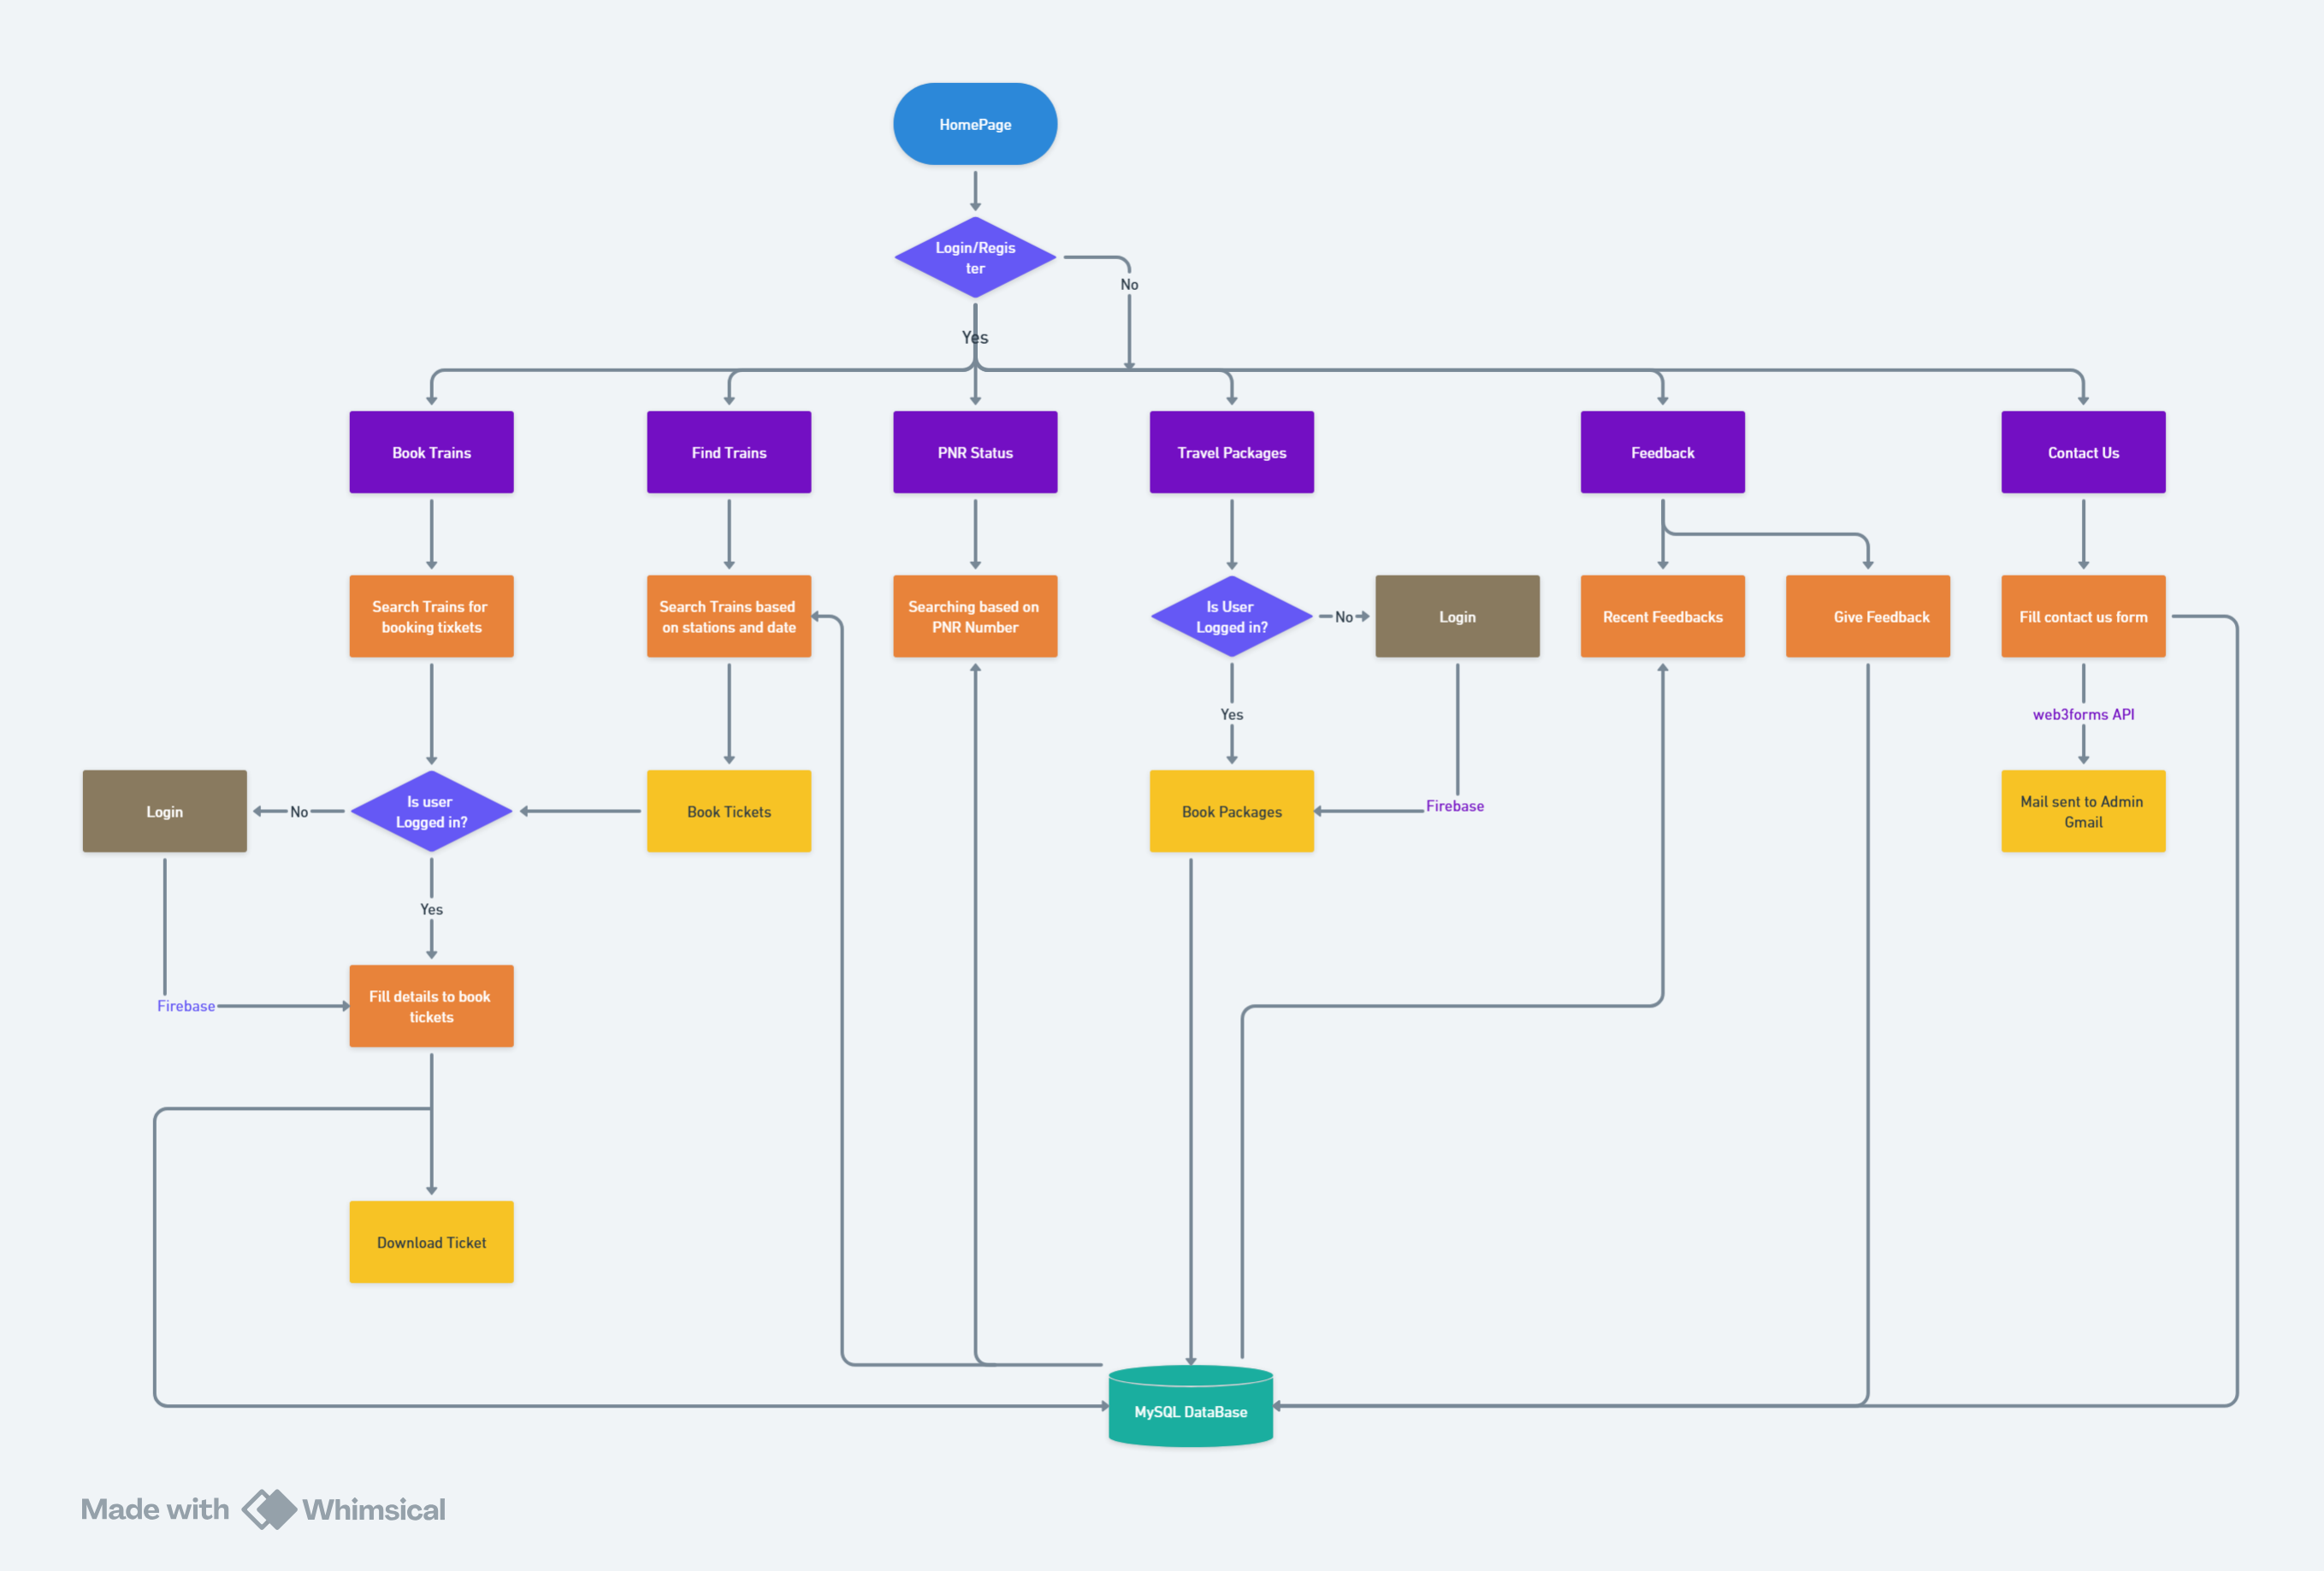 HomePage
Login/Regis
ter
No
Yes
Book Trains
Find Trains
PNR Status
Travel Packages
Feedback
Contact Us
Search Trains for
booking tixkets
Search Trains based
on stations and date
Searching based on
PNR Number
Is User
Logged in?
No
Login
Recent Feedbacks
Give Feedback
Fill contact us form
Yes
web3forms API
Login
No
Is user
Logged in?
Book Tickets
Book Packages
Firebase
Mail sent to Admin
Gmail
Yes
Firebase
Fill details to book
tickets
Download Ticket
MySQL DataBase
Made with Whimsical